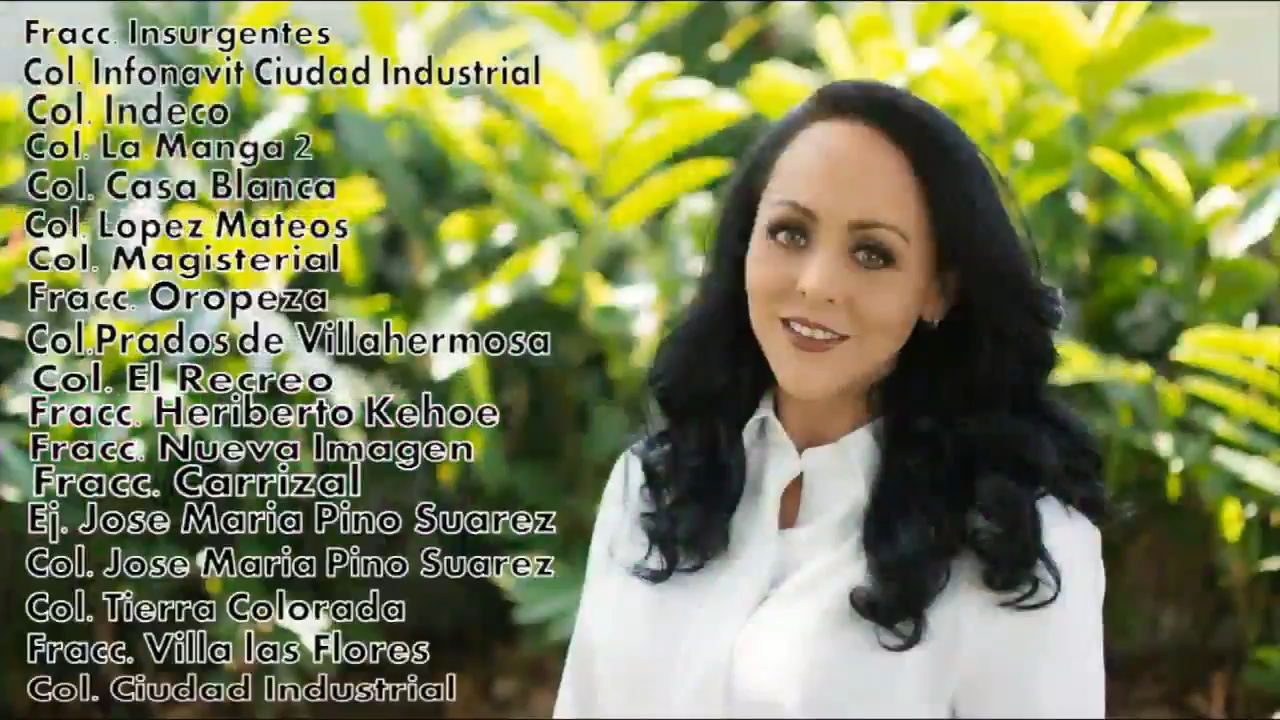 Fracc. Insurgentes
Col. Infonavit Ciudad Industrial
Col. Indeco
Col. La Manga 2
Col. Casa Blanca
Col. Lopez Mateos
Col. Magisterial
Fracc. Oropeza
Col.Prados de Villahermosa
Col. El Recreo
Fracc. Heriberto Kehoe
Fracc. Nueva Imagen
Fracc. Carrizal
Ej. Jose Maria Pino Suarez
Col. Jose Maria Pino Suarez
Col. Tierra Colorada
Fracc. Villa las Flores
Col. Ciudad Industrial